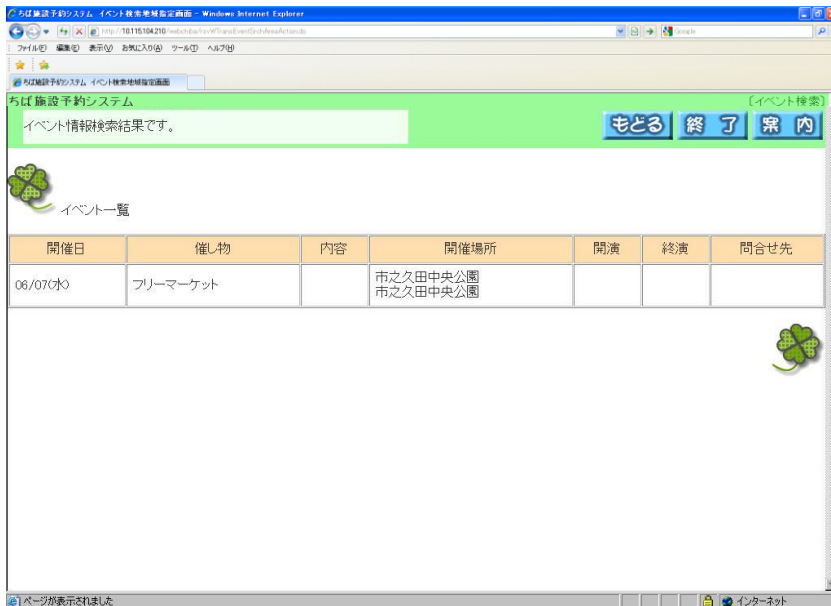 ちば施設予約システム イベント検索地域指定画面 - Windows Internet Explorer
http://10.115.104.210/webchiba/rsvWTransEventSrchAreaAction.do
Google
ファイル(F) 編集(E) 表示(V) お気に入り(A) ツール(T) ヘルプ(H)
ちば施設予約システム イベント検索地域指定画面
ちば施設予約システム
[イベント検索]
イベント情報検索結果です。
もどる 終了 案内
イベント一覧
開催日 催し物 内容 開催場所 開演 終演 問合せ先
06/07(水) フリーマーケット 市之久田中央公園
市之久田中央公園
ページが表示されました
インターネット